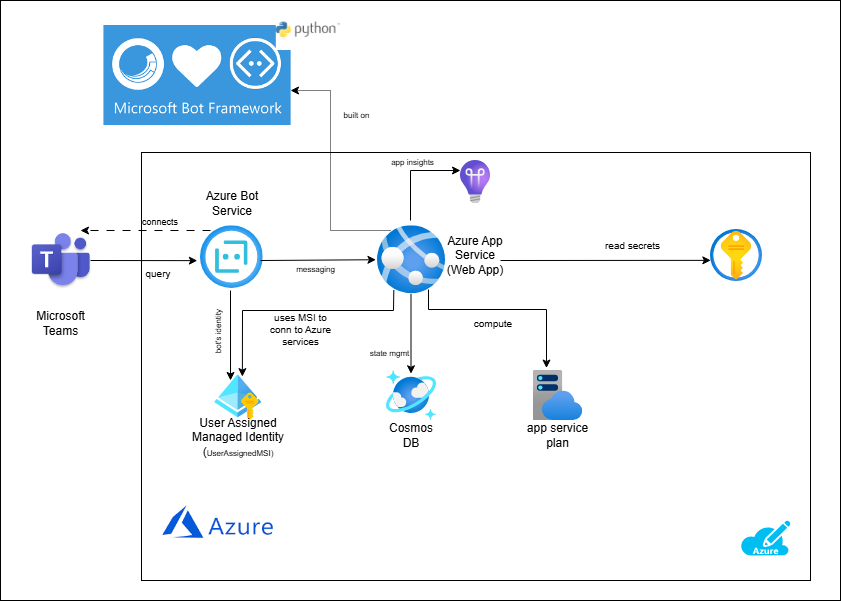 python
Microsoft Bot Framework
built on
app insights
Azure Bot
Service
connects
Azure App
Service
(Web App)
read secrets
T
query
messaging
Microsoft
Teams
bot's identity
uses MSI to
conn to Azure
services
compute
state mgmt
User Assigned
Managed Identity
(UserAssignedMSI)
Cosmos
DB
app service
plan
Azure
Azure